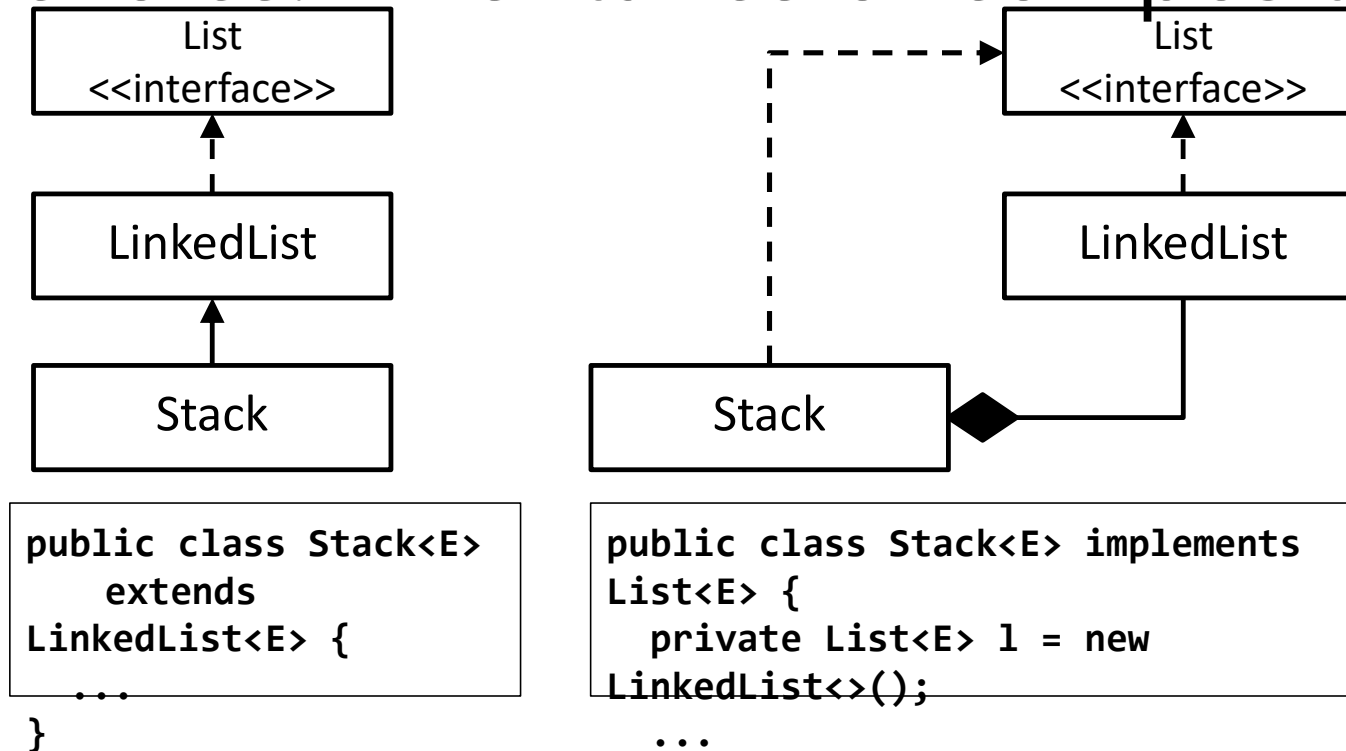 List
<<interface>>
LinkedList
Stack
public class Stack<E>
extends
LinkedList<E> {
...
}
List
<<interface>>
LinkedList
Stack
public class Stack<E> implements
List<E> {
private List<E> l = new
LinkedList<>();
...